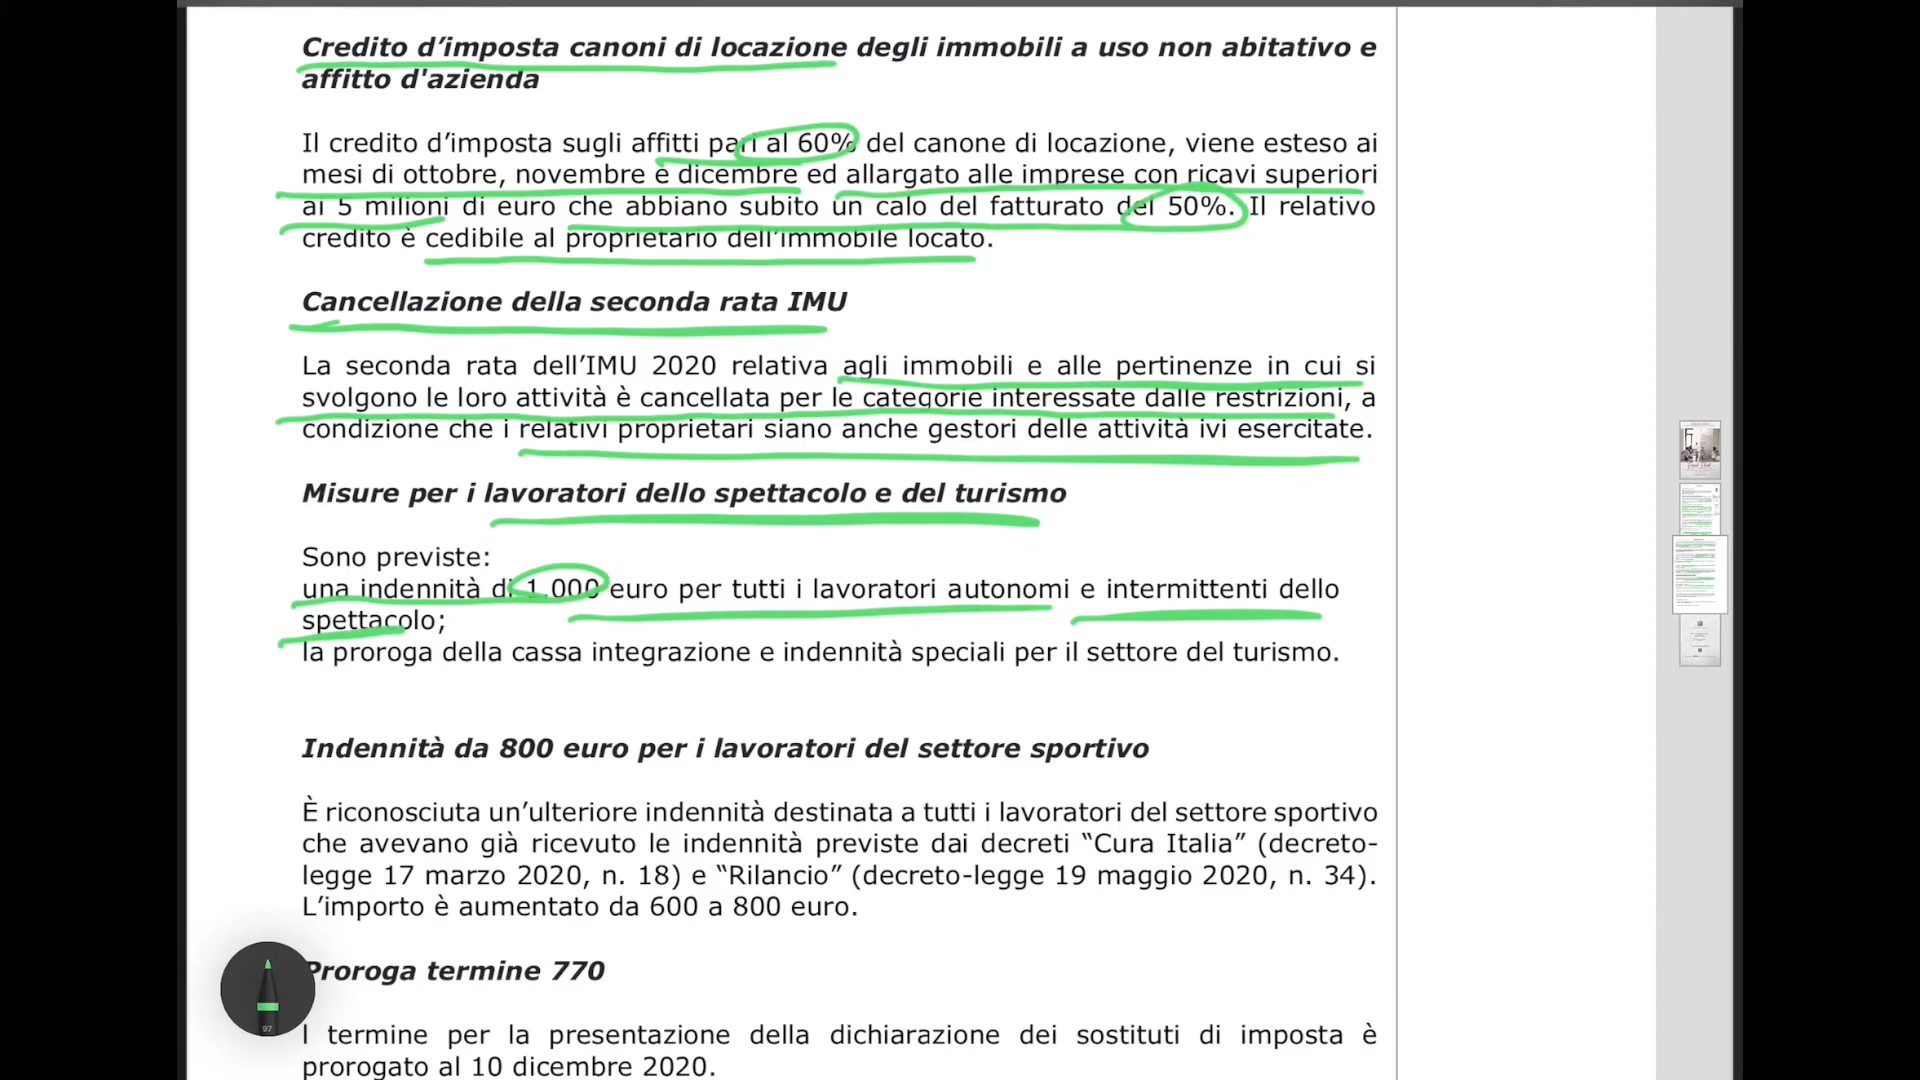 Credito d’imposta canoni di locazione degli immobili a uso non abitativo e
affitto d'azienda
Il credito d’imposta sugli affitti pari al 60% del canone di locazione, viene esteso ai
mesi di ottobre, novembre e dicembre ed allargato alle imprese con ricavi superiori
ai 5 milioni di euro che abbiano subito un calo del fatturato del 50%. Il relativo
credito è cedibile al proprietario dell’immobile locato.
Cancellazione della seconda rata IMU
La seconda rata dell’IMU 2020 relativa agli immobili e alle pertinenze in cui si
svolgono le loro attività è cancellata per le categorie interessate dalle restrizioni, a
condizione che i relativi proprietari siano anche gestori delle attività ivi esercitate.
Misure per i lavoratori dello spettacolo e del turismo
Sono previste:
una indennità di 1.000 euro per tutti i lavoratori autonomi e intermittenti dello
spettacolo;
la proroga della cassa integrazione e indennità speciali per il settore del turismo.
Indennità da 800 euro per i lavoratori del settore sportivo
È riconosciuta un’ulteriore indennità destinata a tutti i lavoratori del settore sportivo
che avevano già ricevuto le indennità previste dai decreti “Cura Italia” (decreto-
legge 17 marzo 2020, n. 18) e “Rilancio” (decreto-legge 19 maggio 2020, n. 34).
L’importo è aumentato da 600 a 800 euro.
Proroga termine 770
l termine per la presentazione della dichiarazione dei sostituti di imposta è
prorogato al 10 dicembre 2020.
97